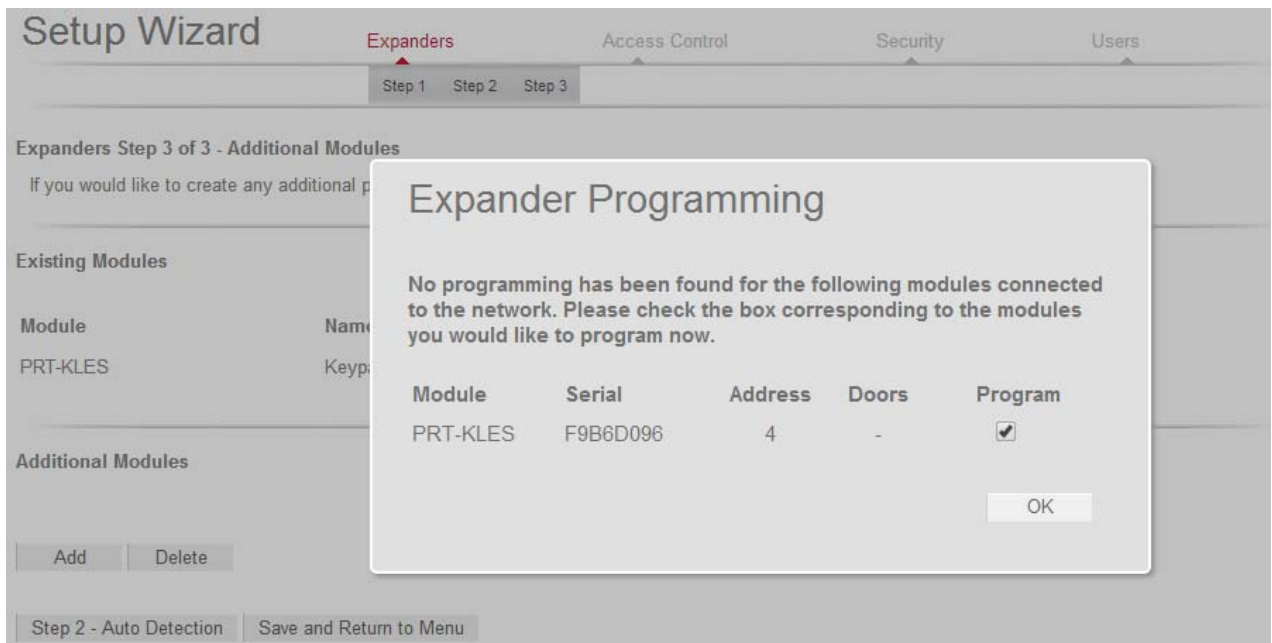 Setup Wizard
Expanders Access Control Security Users
Step 1 Step 2 Step 3
Expanders Step 3 of 3 - Additional Modules
If you would like to create any additional
Existing Modules
Module
PRT-KLES
Additional Modules
Add Delete
Step 2 - Auto Detection Save and Return to Menu
Expander Programming
No programming has been found for the following modules connected
to the network. Please check the box corresponding to the modules
you would like to program now.
Module Serial Address Doors Program
PRT-KLES F9B6D096 4 -
OK